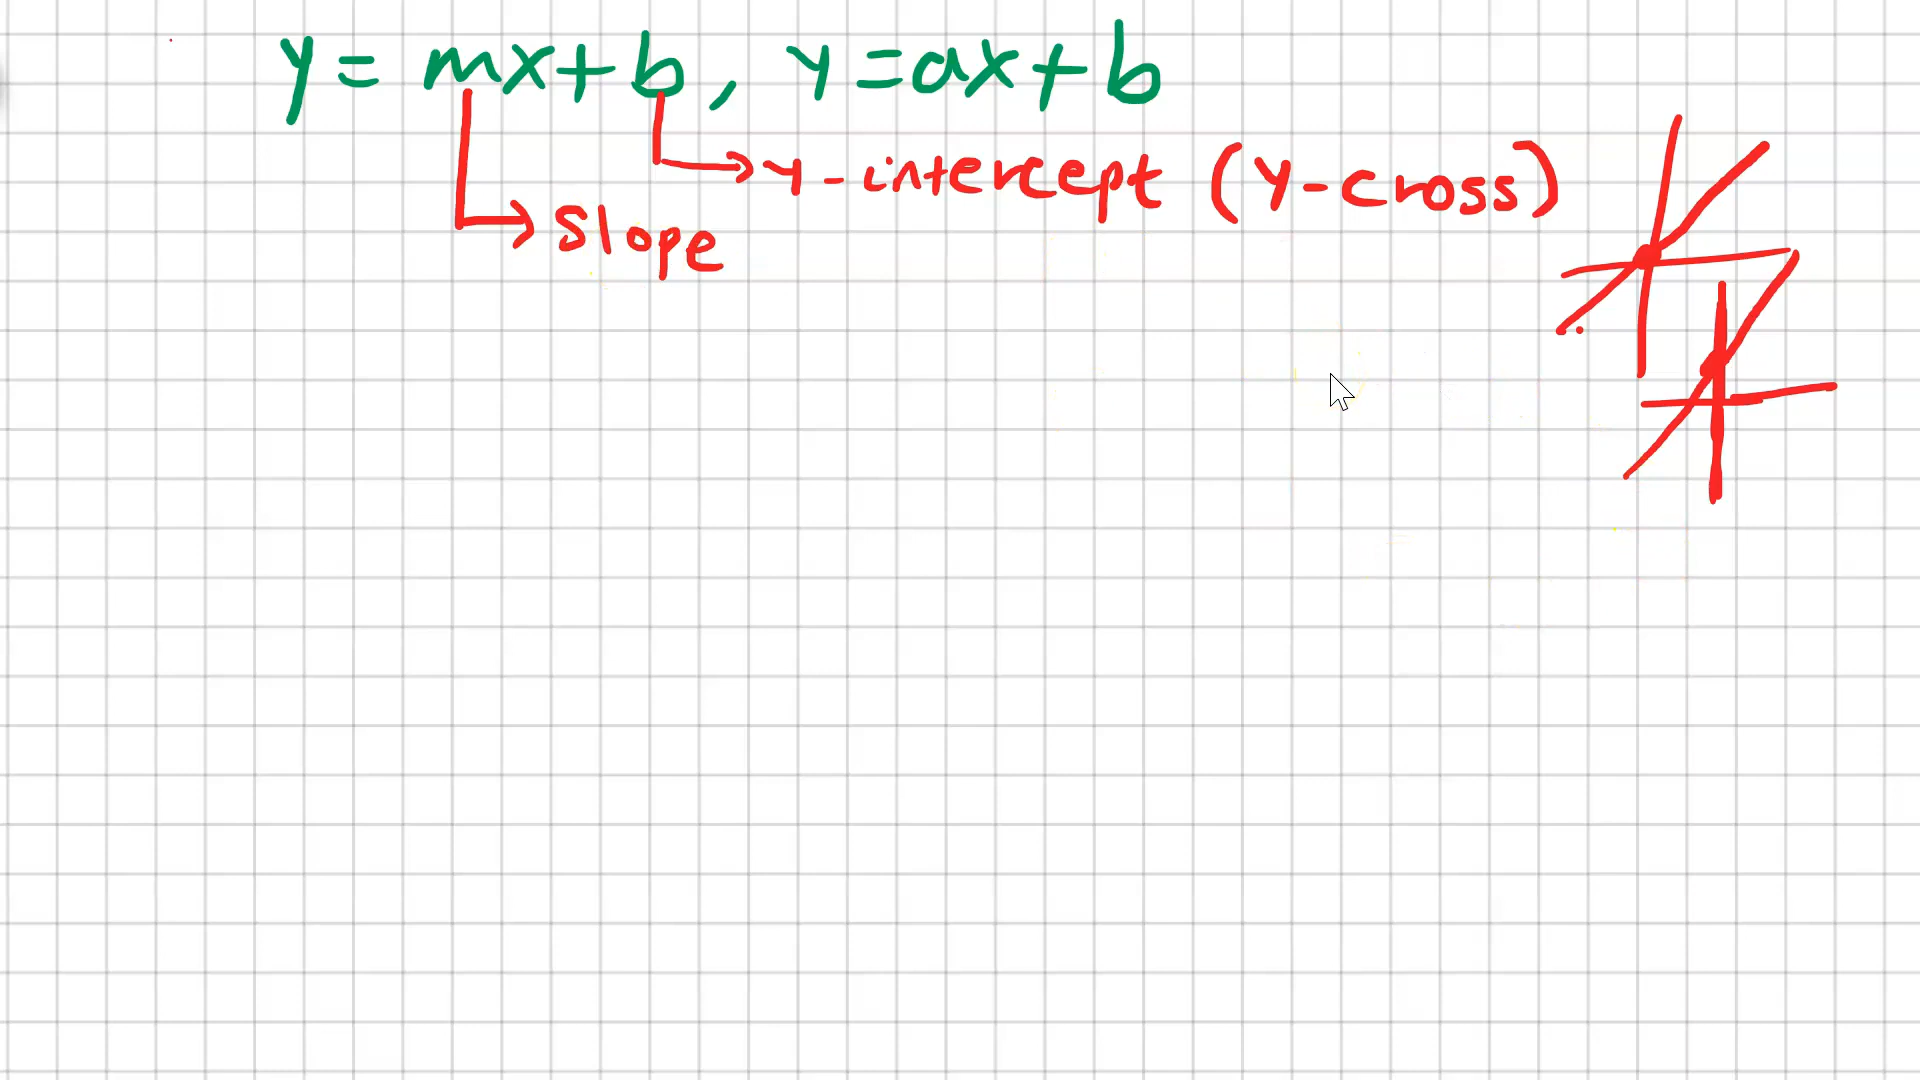 y = mx+b, y=ax+b
y-intercept (y-cross)
slope